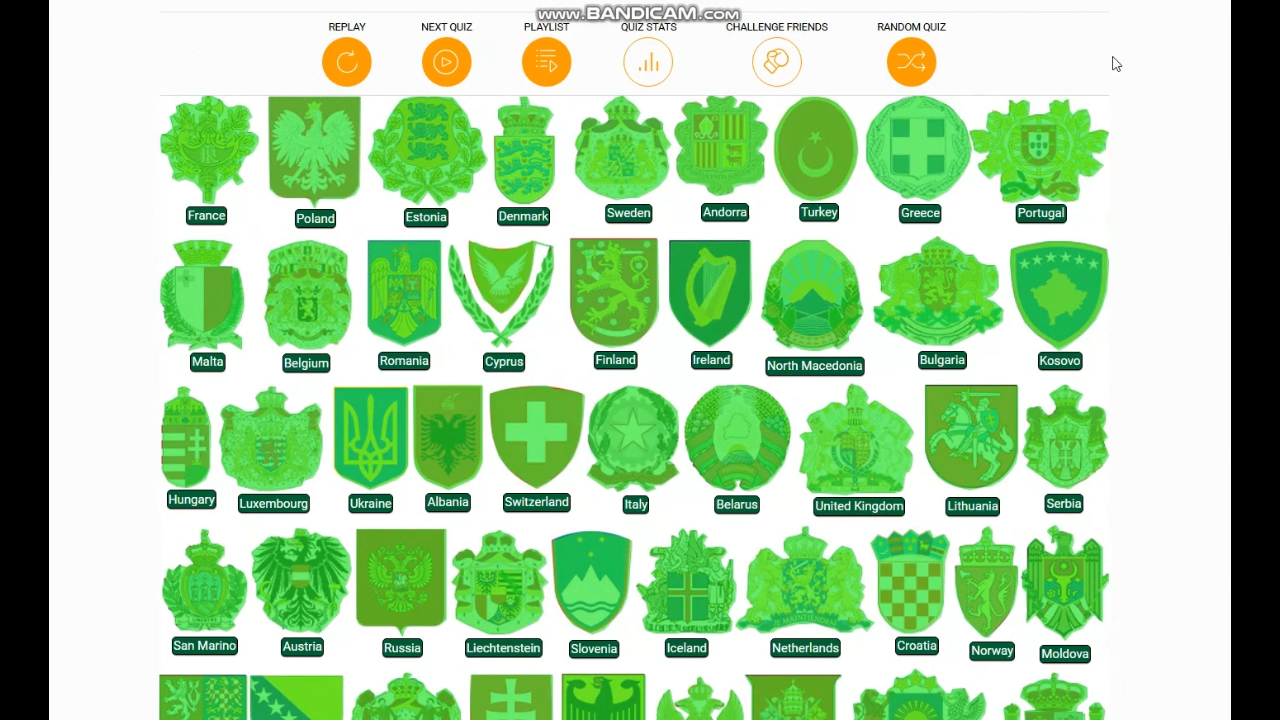 www.BANDICAM.com
REPLAY NEXT QUIZ PLAYLIST QUIZ STATS CHALLENGE FRIENDS RANDOM QUIZ
France Poland Estonia Denmark Sweden Andorra Turkey Greece Portugal
Malta Belgium Romania Cyprus Finland Ireland North Macedonia Bulgaria Kosovo
Hungary Luxembourg Ukraine Albania Switzerland Italy Belarus United Kingdom Lithuania Serbia
JE MAINTIENDRAI
San Marino Austria Russia Liechtenstein Slovenia Iceland Netherlands Croatia Norway Moldova